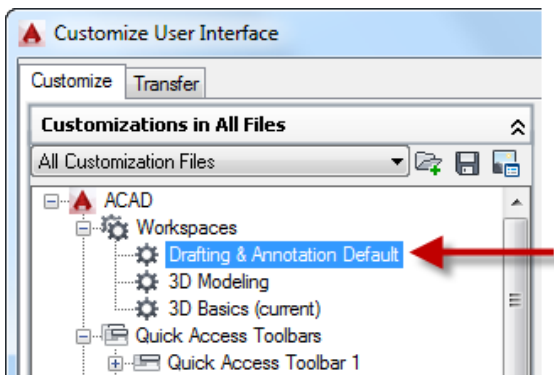 Customize User Interface
Customize Transfer
Customizations in All Files
All Customization Files
ACAD
Workspaces
Drafting & Annotation Default
3D Modeling
3D Basics (current)
Quick Access Toolbars
Quick Access Toolbar 1